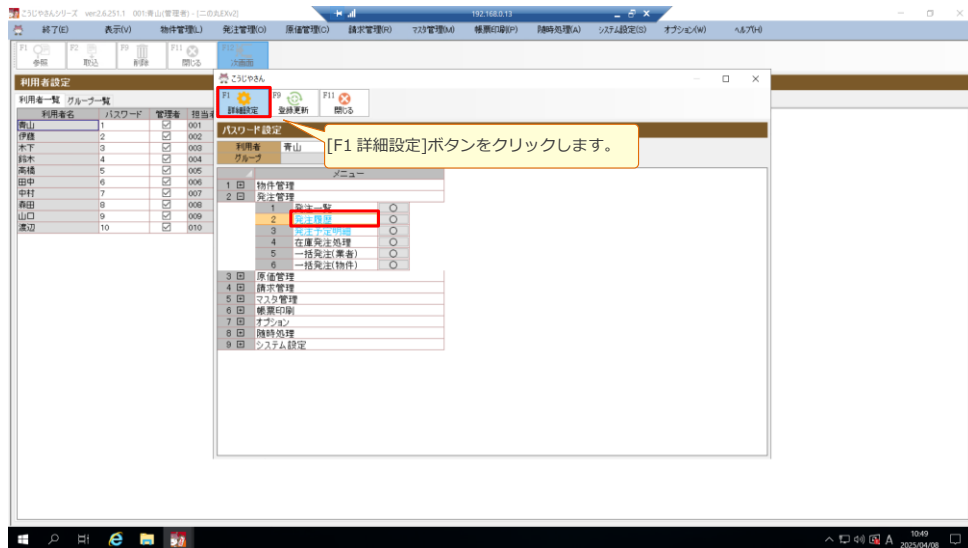 こうじやさんシリーズ ver.2.6.251.1 001:青山(管理者) - [二の丸EXv2]
192.168.0.13
終了(E) 表示(V) 物件管理(L) 発注管理(O) 原価管理(C) 請求管理(R) マスタ管理(M) 帳票印刷(P) 随時処理(A) システム設定(S) オプション(W) ヘルプ(H)
F1 F2 F9 F11 F12
参照 取込 削除 閉じる 次画面
利用者設定
利用者一覧 グループ一覧
利用者名 パスワード 管理者 担当者
青山 1 001
伊藤 2 002
木下 3 003
鈴木 4 004
高橋 5 005
田中 6 006
中村 7 007
森田 8 008
山口 9 009
渡辺 10 010
こうじやさん
F1 F9 F11
詳細設定 登録更新 閉じる
パスワード設定
利用者 青山
グループ
[F1 詳細設定]ボタンをクリックします。
メニュー
1 物件管理
2 発注管理
1 発注一覧 ○
2 発注履歴 ○
3 発注予定明細 ○
4 在庫発注処理 ○
5 一括発注(業者) ○
6 一括発注(物件) ○
3 原価管理
4 請求管理
5 マスタ管理
6 帳票印刷
7 オプション
8 随時処理
9 システム設定
A 10:49
2025/04/08